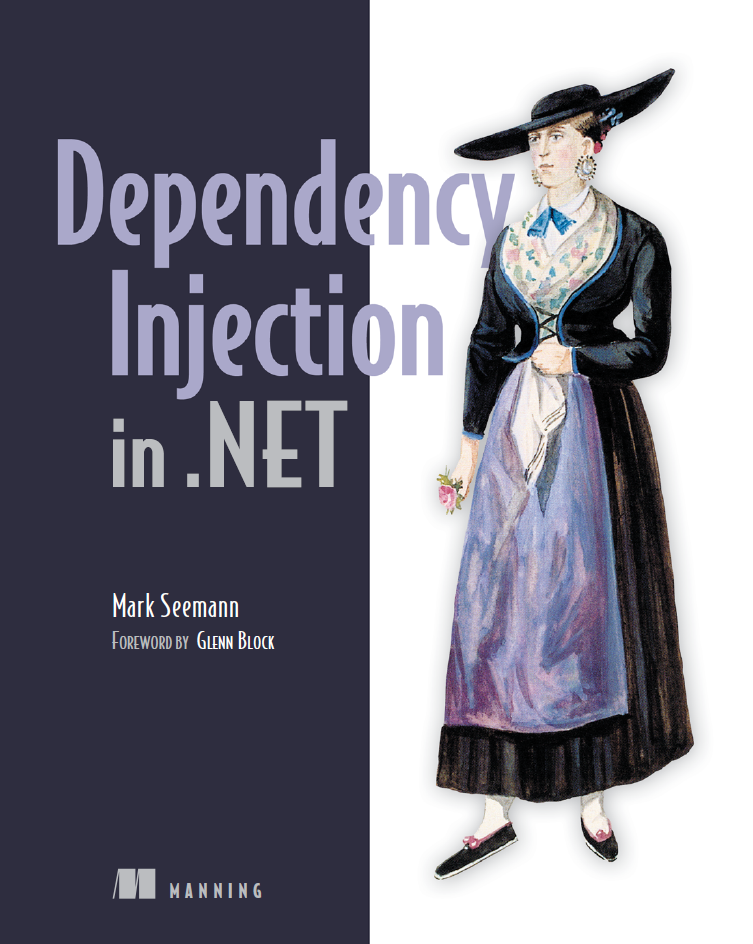 Dependency
Injection
in .NET
Mark Seemann
FOREWORD BY GLENN BLOCK
MANNING